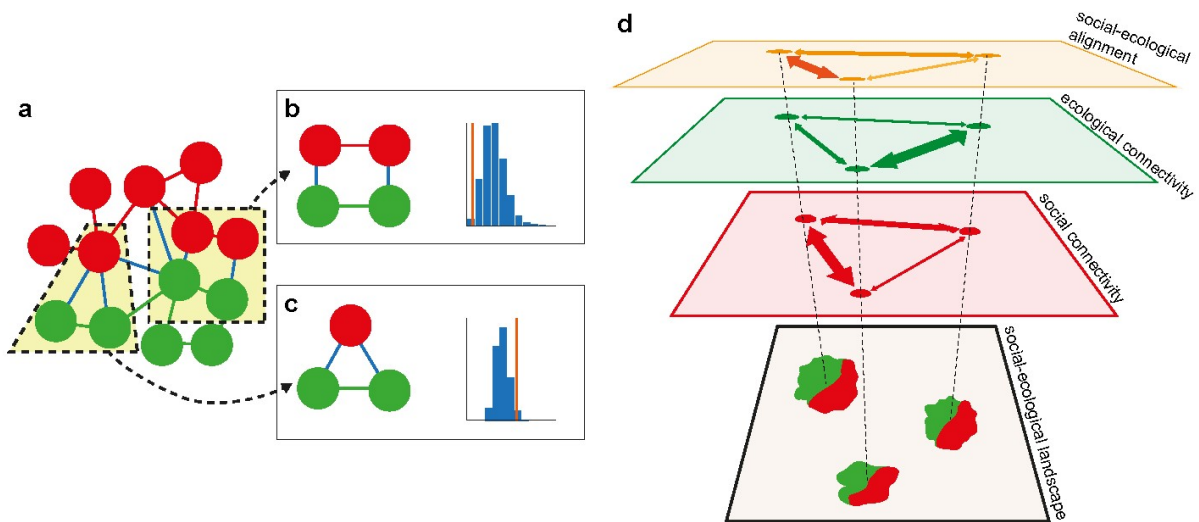 a
b
c
d
social-ecological
alignment
ecological connectivity
social connectivity
social-ecological landscape